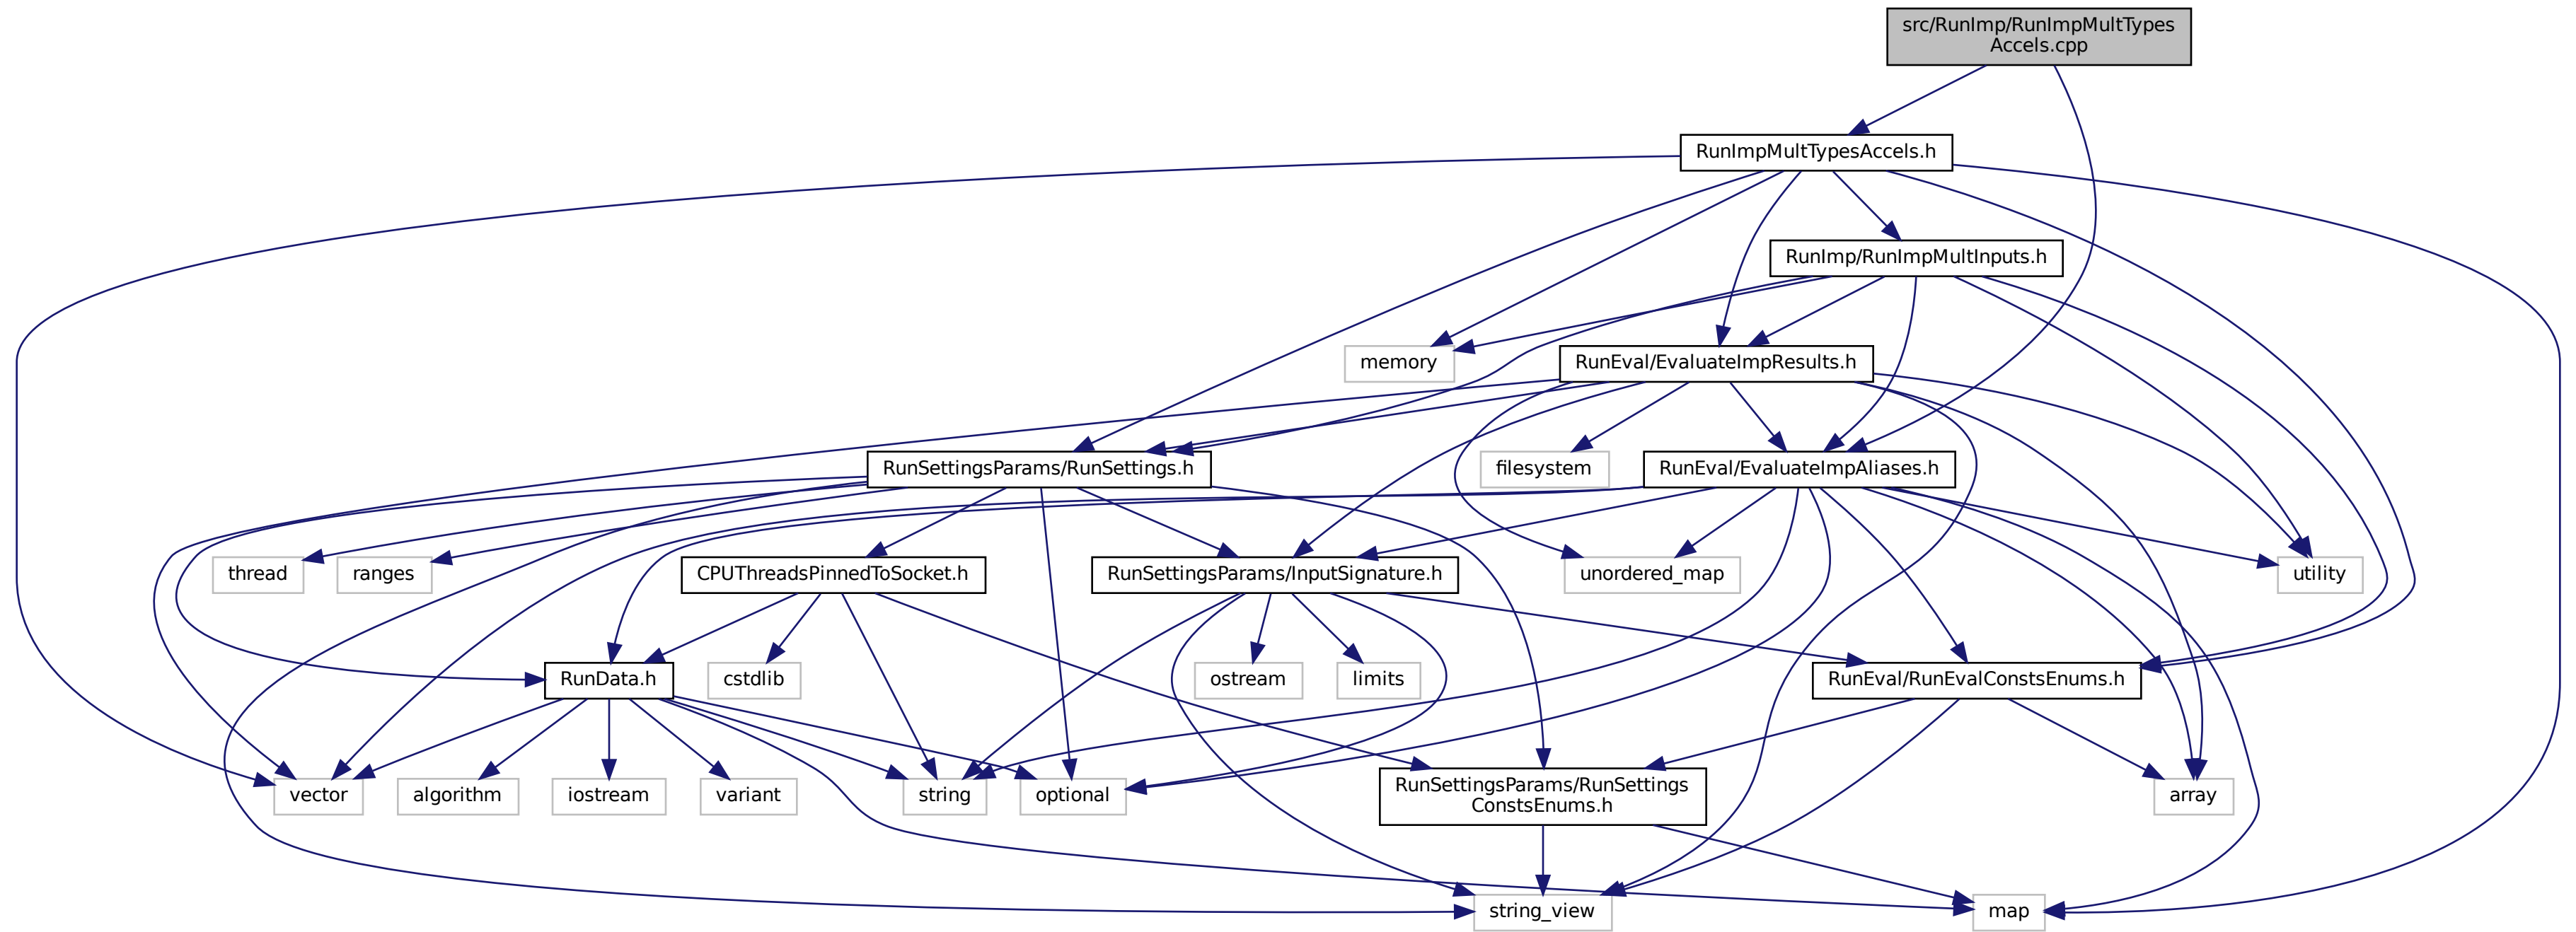 src/RunImp/RunImpMultTypes
Accels.cpp
RunImpMultTypesAccels.h
RunImp/RunImpMultInputs.h
memory
RunEval/EvaluateImpResults.h
RunSettingsParams/RunSettings.h
filesystem
RunEval/EvaluateImpAliases.h
thread
ranges
CPUThreadsPinnedToSocket.h
RunSettingsParams/InputSignature.h
unordered_map
utility
RunData.h
cstdlib
ostream
limits
RunEval/RunEvalConstsEnums.h
vector
algorithm
iostream
variant
string
optional
RunSettingsParams/RunSettings
ConstsEnums.h
array
string_view
map